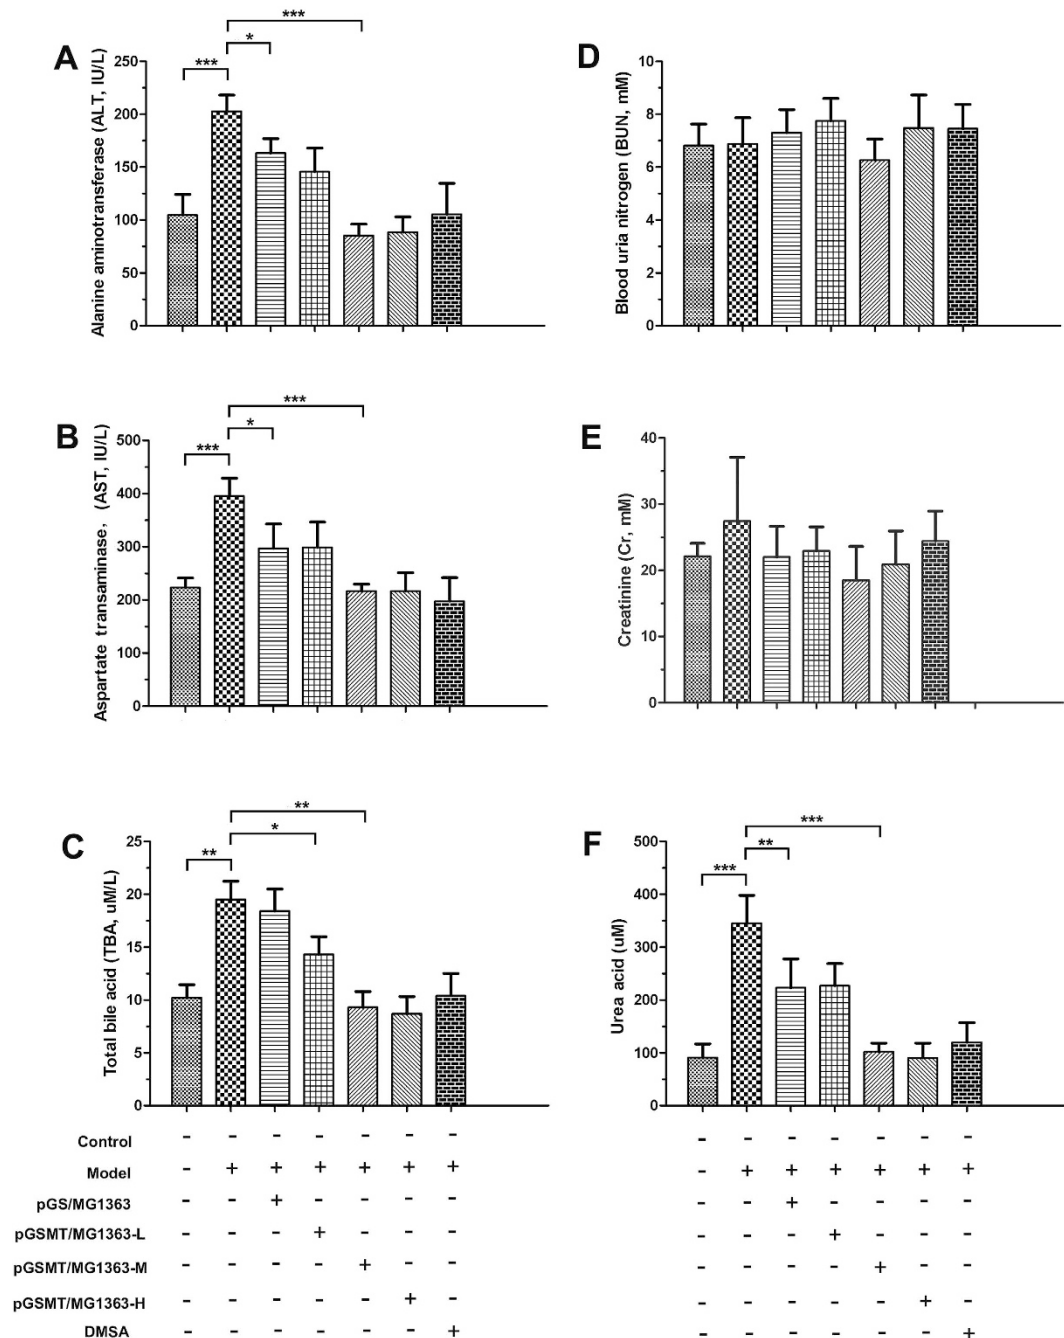 A
Alanine aminotransferase (ALT, IU/L)
250
200
150
100
50
0
***
*
***
D
Blood uria nitrogen (BUN, mM)
10
8
6
4
2
0
B
Aspartate transaminase, (AST, IU/L)
500
400
300
200
100
0
***
*
***
E
Creatinine (Cr, mM)
40
30
20
10
0
C
Total bile acid (TBA, uM/L)
25
20
15
10
5
0
**
*
**
F
Urea acid (uM)
500
400
300
200
100
0
***
**
***
Control - - - - - - - - - - - - - -
Model - + + + + + + - + + + + + +
pGS/MG1363 - - + - - - - - - + - - - -
pGSMT/MG1363-L - - - + - - - - - - + - - -
pGSMT/MG1363-M - - - - + - - - - - - + - -
pGSMT/MG1363-H - - - - - + - - - - - - + -
DMSA - - - - - - + - - - - - - +